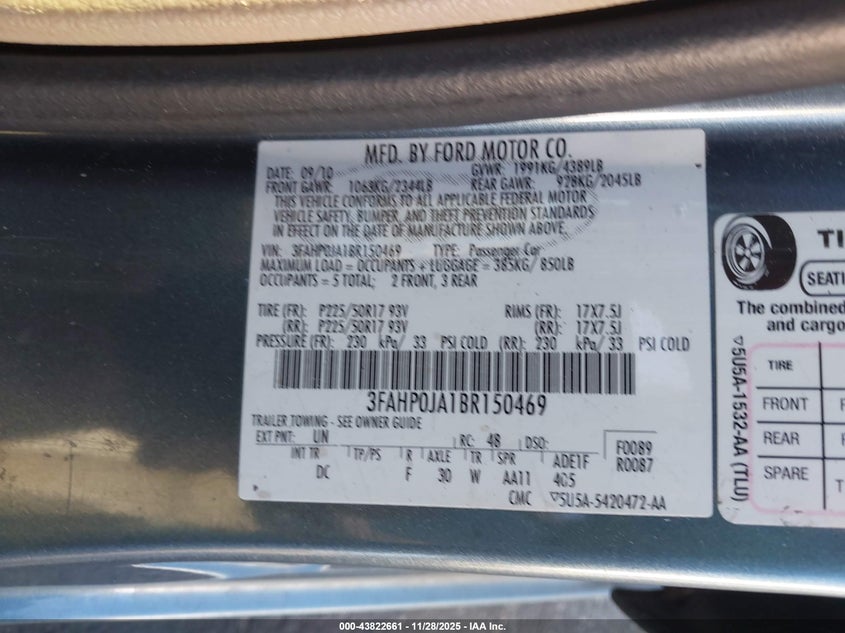 MFD. BY FORD MOTOR CO.
DATE: 09/10 GVWR: 1991KG/4389LB
FRONT GAWR: 1063KG/2344LB REAR GAWR: 928KG/2045LB
THIS VEHICLE CONFORMS TO ALL APPLICABLE FEDERAL MOTOR
VEHICLE SAFETY, BUMPER, AND THEFT PREVENTION STANDARDS
IN EFFECT ON THE DATE OF MANUFACTURE SHOWN ABOVE.
VIN: 3FAHP0JA1BR150469 TYPE: Passenger Car
MAXIMUM LOAD = OCCUPANTS + LUGGAGE = 385KG/ 850LB
OCCUPANTS = 5 TOTAL; 2 FRONT, 3 REAR
TIRE (FR): P225/50R17 93V RIMS (FR): 17X7.5J
(RR): P225/50R17 93V (RR): 17X7.5J
PRESSURE (FR): 230 kPa/ 33 PSI COLD (RR): 230 kPa/ 33 PSI COLD
3FAHP0JA1BR150469
TRAILER TOWING - SEE OWNER GUIDE
EXT PNT: UN RC: 48 DSO: F0089
INT TR TP/PS R AXLE TR SPR ADE1F R0087
DC F 30 W AA11 4G5
CMC ▽5U5A-5420472-AA
TI
SEATI
The combined
and cargo
TIRE
FRONT
REAR
SPARE T
▽5U5A-1532-AA (TLU)
000-43822661 | 11/28/2025 - IAA Inc.